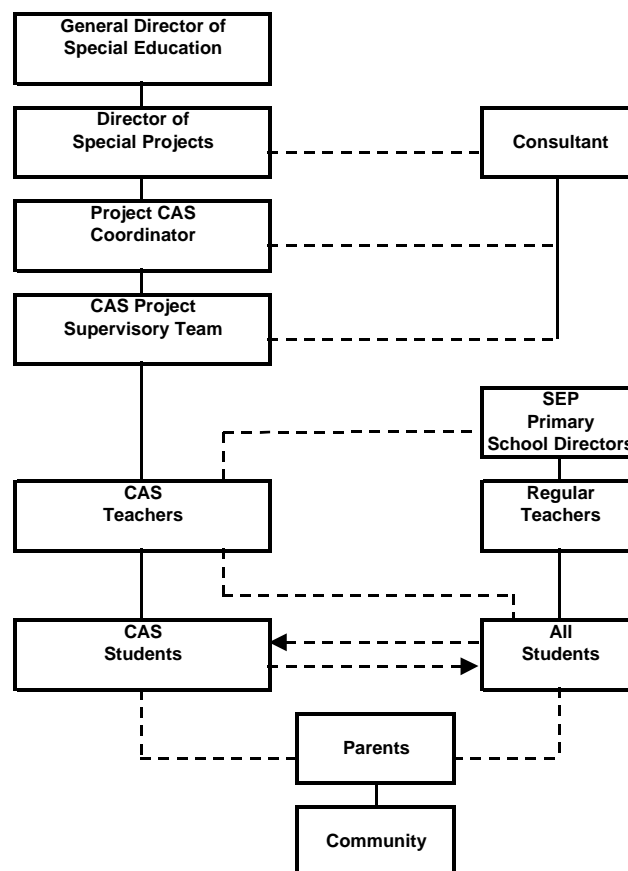 General Director of
Special Education
Director of
Special Projects
Consultant
Project CAS
Coordinator
CAS Project
Supervisory Team
SEP
Primary
School Directors
CAS
Teachers
Regular
Teachers
CAS
Students
All
Students
Parents
Community